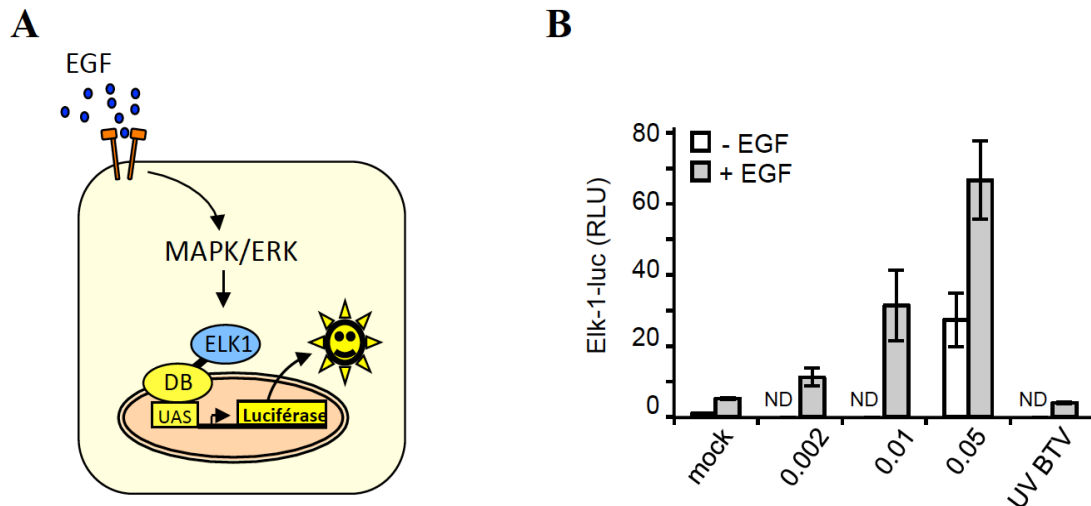 A
EGF
MAPK/ERK
ELK1
DB
UAS
Luciférase
B
Elk-1-luc (RLU)
80
60
40
20
0
- EGF
+ EGF
ND
ND
ND
mock
0.002
0.01
0.05
UV BTV